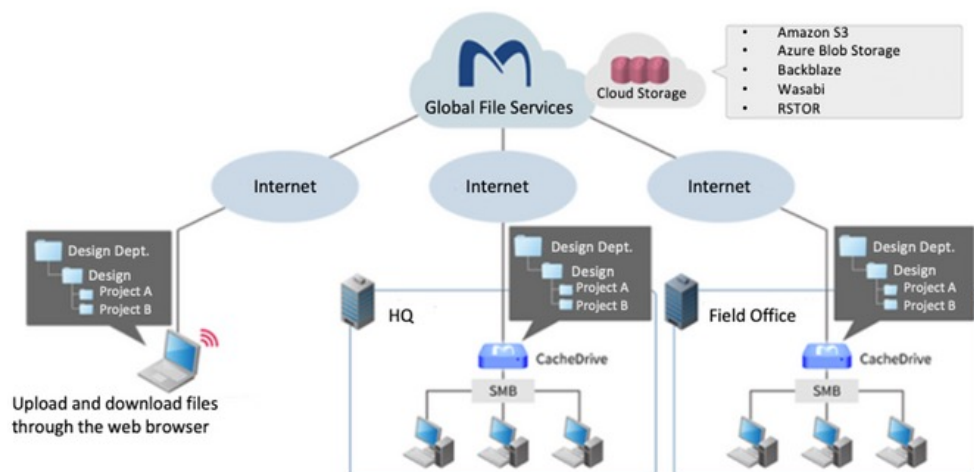 • Amazon S3
• Azure Blob Storage
• Backblaze
• Wasabi
• RSTOR
Cloud Storage
Global File Services
Internet
Internet
Internet
Design Dept.
Design
Project A
Project B
Design Dept.
Design
Project A
Project B
Design Dept.
Design
Project A
Project B
HQ
Field Office
CacheDrive
CacheDrive
SMB
SMB
Upload and download files
through the web browser